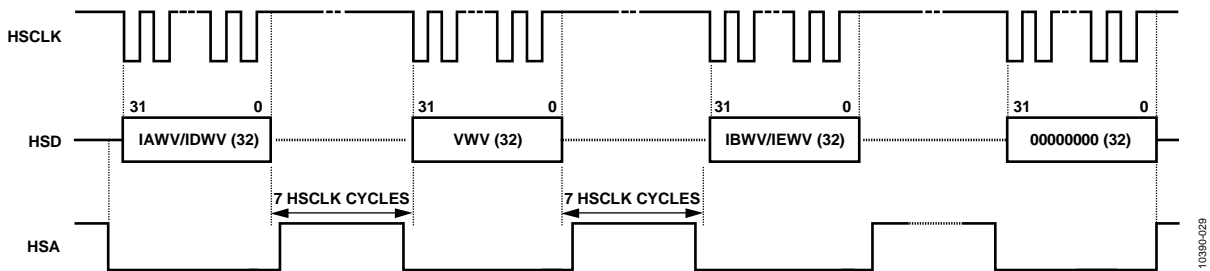 HSCLK
31 0 31 0 31 0 31 0
HSD IAWV/IDWV (32) VWV (32) IBWV/IEWV (32) 00000000 (32)
7 HSCLK CYCLES 7 HSCLK CYCLES
HSA
10390-029